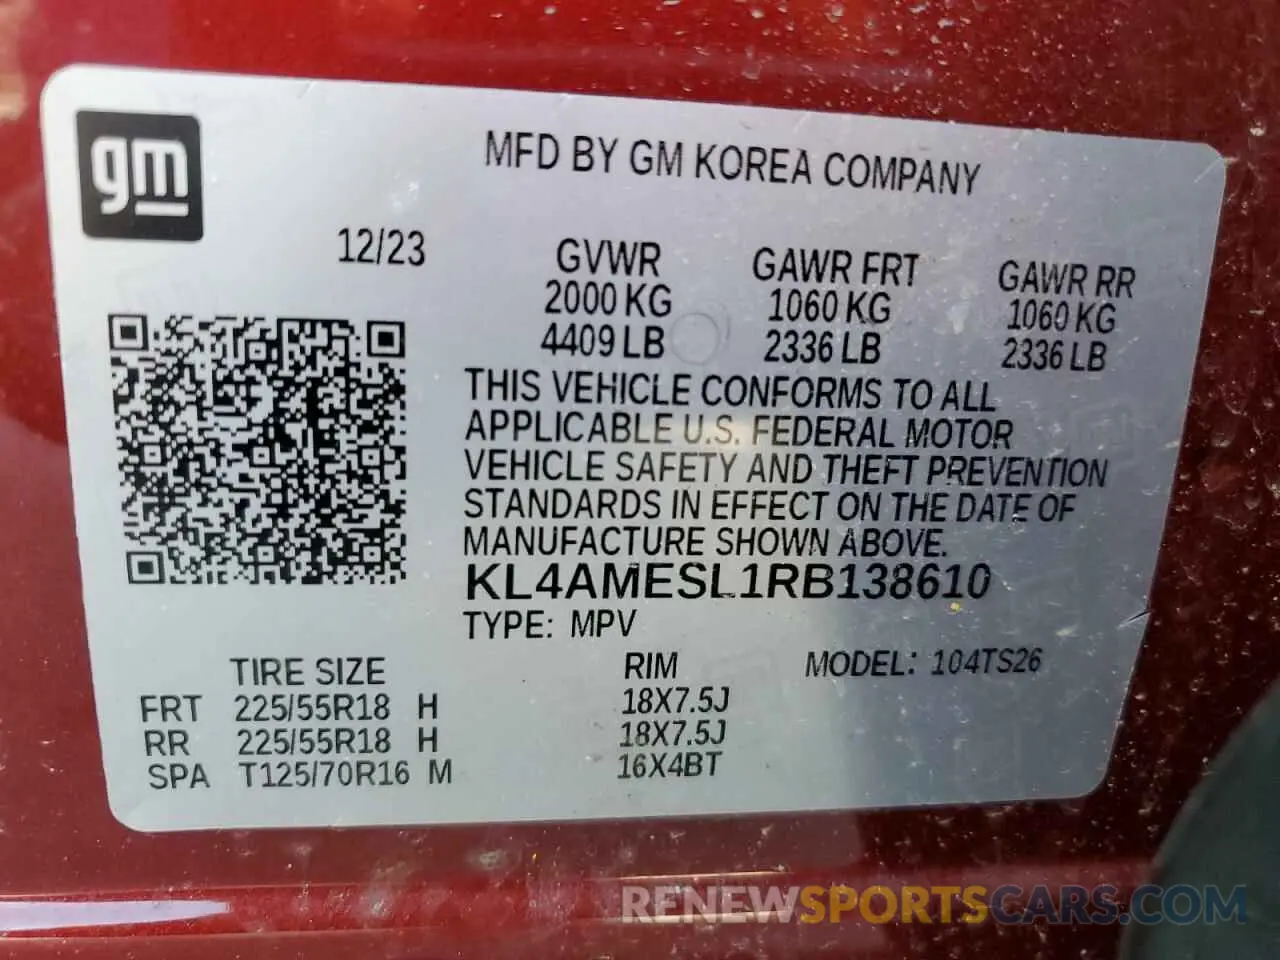 gm
MFD BY GM KOREA COMPANY
12/23
GVWR GAWR FRT GAWR RR
2000 KG 1060 KG 1060 KG
4409 LB 2336 LB 2336 LB
THIS VEHICLE CONFORMS TO ALL
APPLICABLE U.S. FEDERAL MOTOR
VEHICLE SAFETY AND THEFT PREVENTION
STANDARDS IN EFFECT ON THE DATE OF
MANUFACTURE SHOWN ABOVE.
KL4AMESL1RB138610
TYPE: MPV
TIRE SIZE RIM MODEL: 104TS26
FRT 225/55R18 H 18X7.5J
RR 225/55R18 H 18X7.5J
SPA T125/70R16 M 16X4BT
RENEWSPORTSCARS.COM